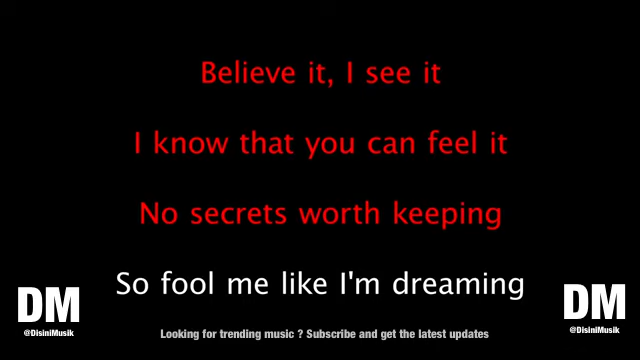 Believe it, I see it
I know that you can feel it
No secrets worth keeping
So fool me like I'm dreaming
DM
@DisiniMusik
DM
@DisiniMusik
Looking for trending music ? Subscribe and get the latest updates